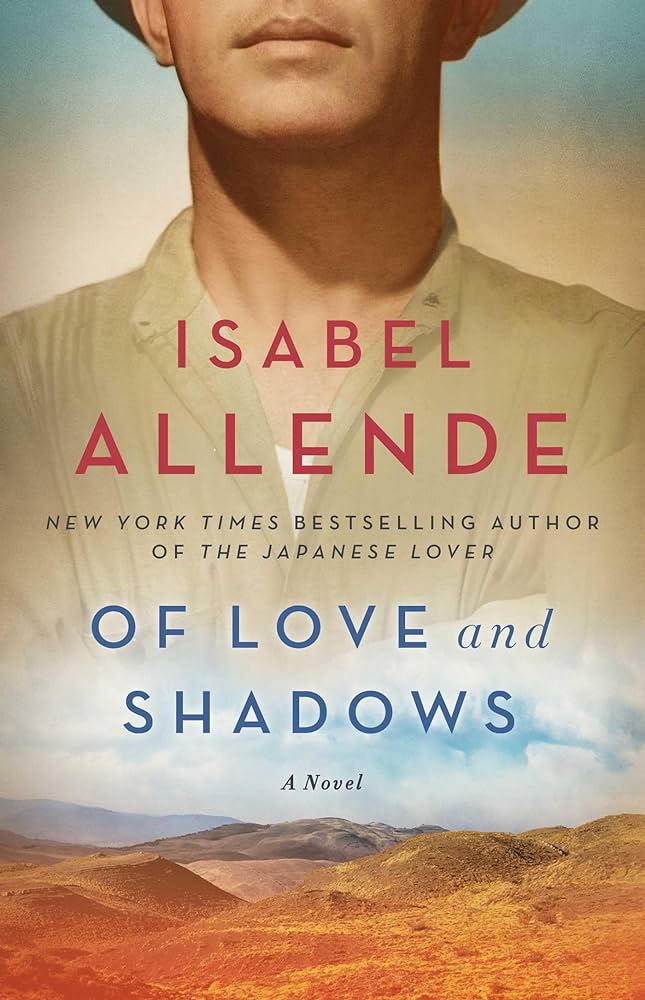 ISABEL
ALLENDE
NEW YORK TIMES BESTSELLING AUTHOR
OF THE JAPANESE LOVER
OF LOVE and
SHADOWS
A Novel